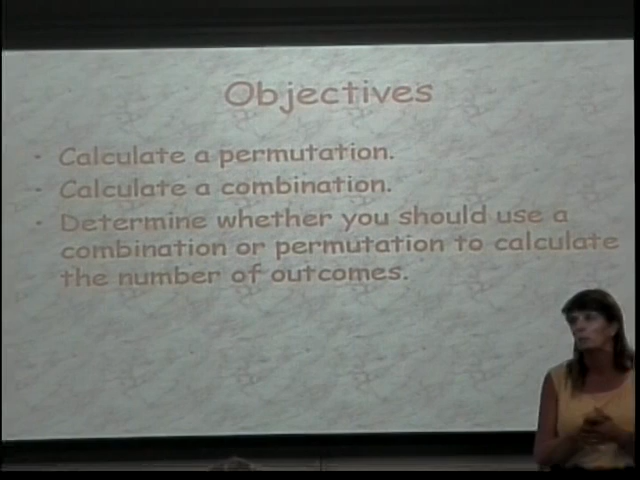 Objectives
- Calculate a permutation.
- Calculate a combination.
- Determine whether you should use a
combination or permutation to calculate
the number of outcomes.